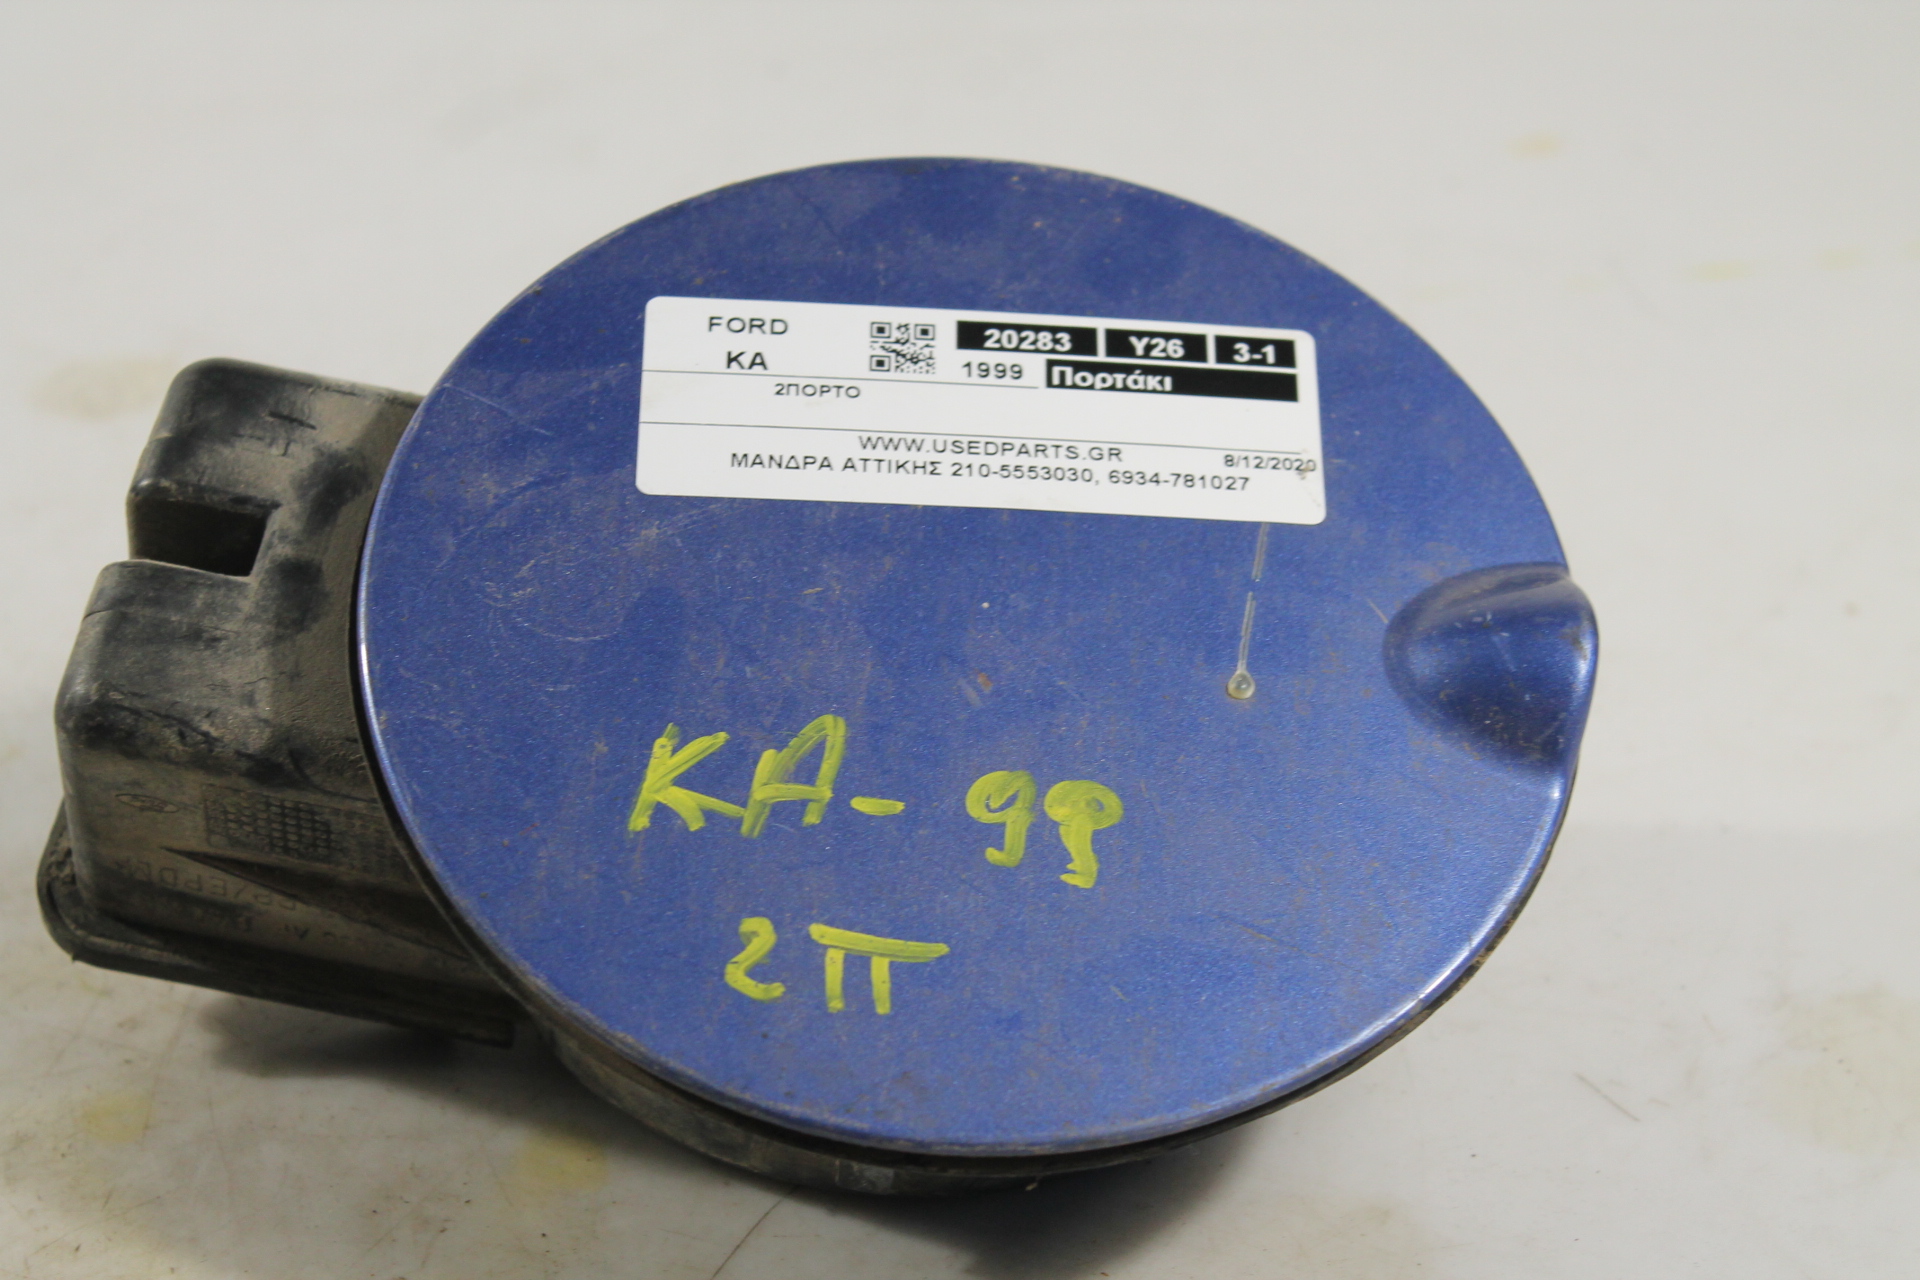 FORD
KA
20283 Y26 3-1
1999 Πορτάκι
2ΠΟΡΤΟ
WWW.USEDPARTS.GR
8/12/2020
ΜΑΝΔΡΑ ΑΤΤΙΚΗΣ 210-5553030, 6934-781027
KA-99
2Π